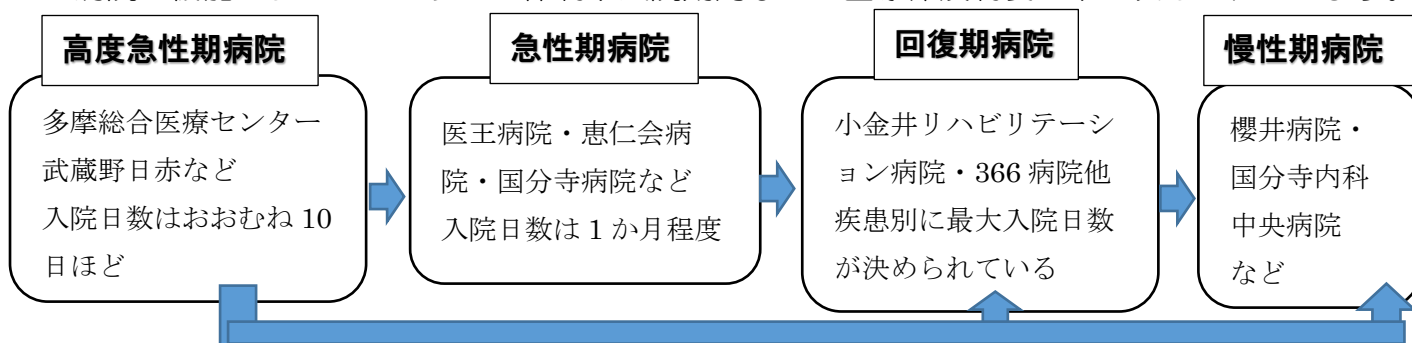 高度急性期病院
多摩総合医療センター
武蔵野日赤など
入院日数はおおむね 10
日ほど
急性期病院
医王病院・恵仁会病
院・国分寺病院など
入院日数は 1 か月程度
回復期病院
小金井リハビリテーシ
ョン病院・366 病院他
疾患別に最大入院日数
が決められている
慢性期病院
櫻井病院・
国分寺内科
中央病院
など